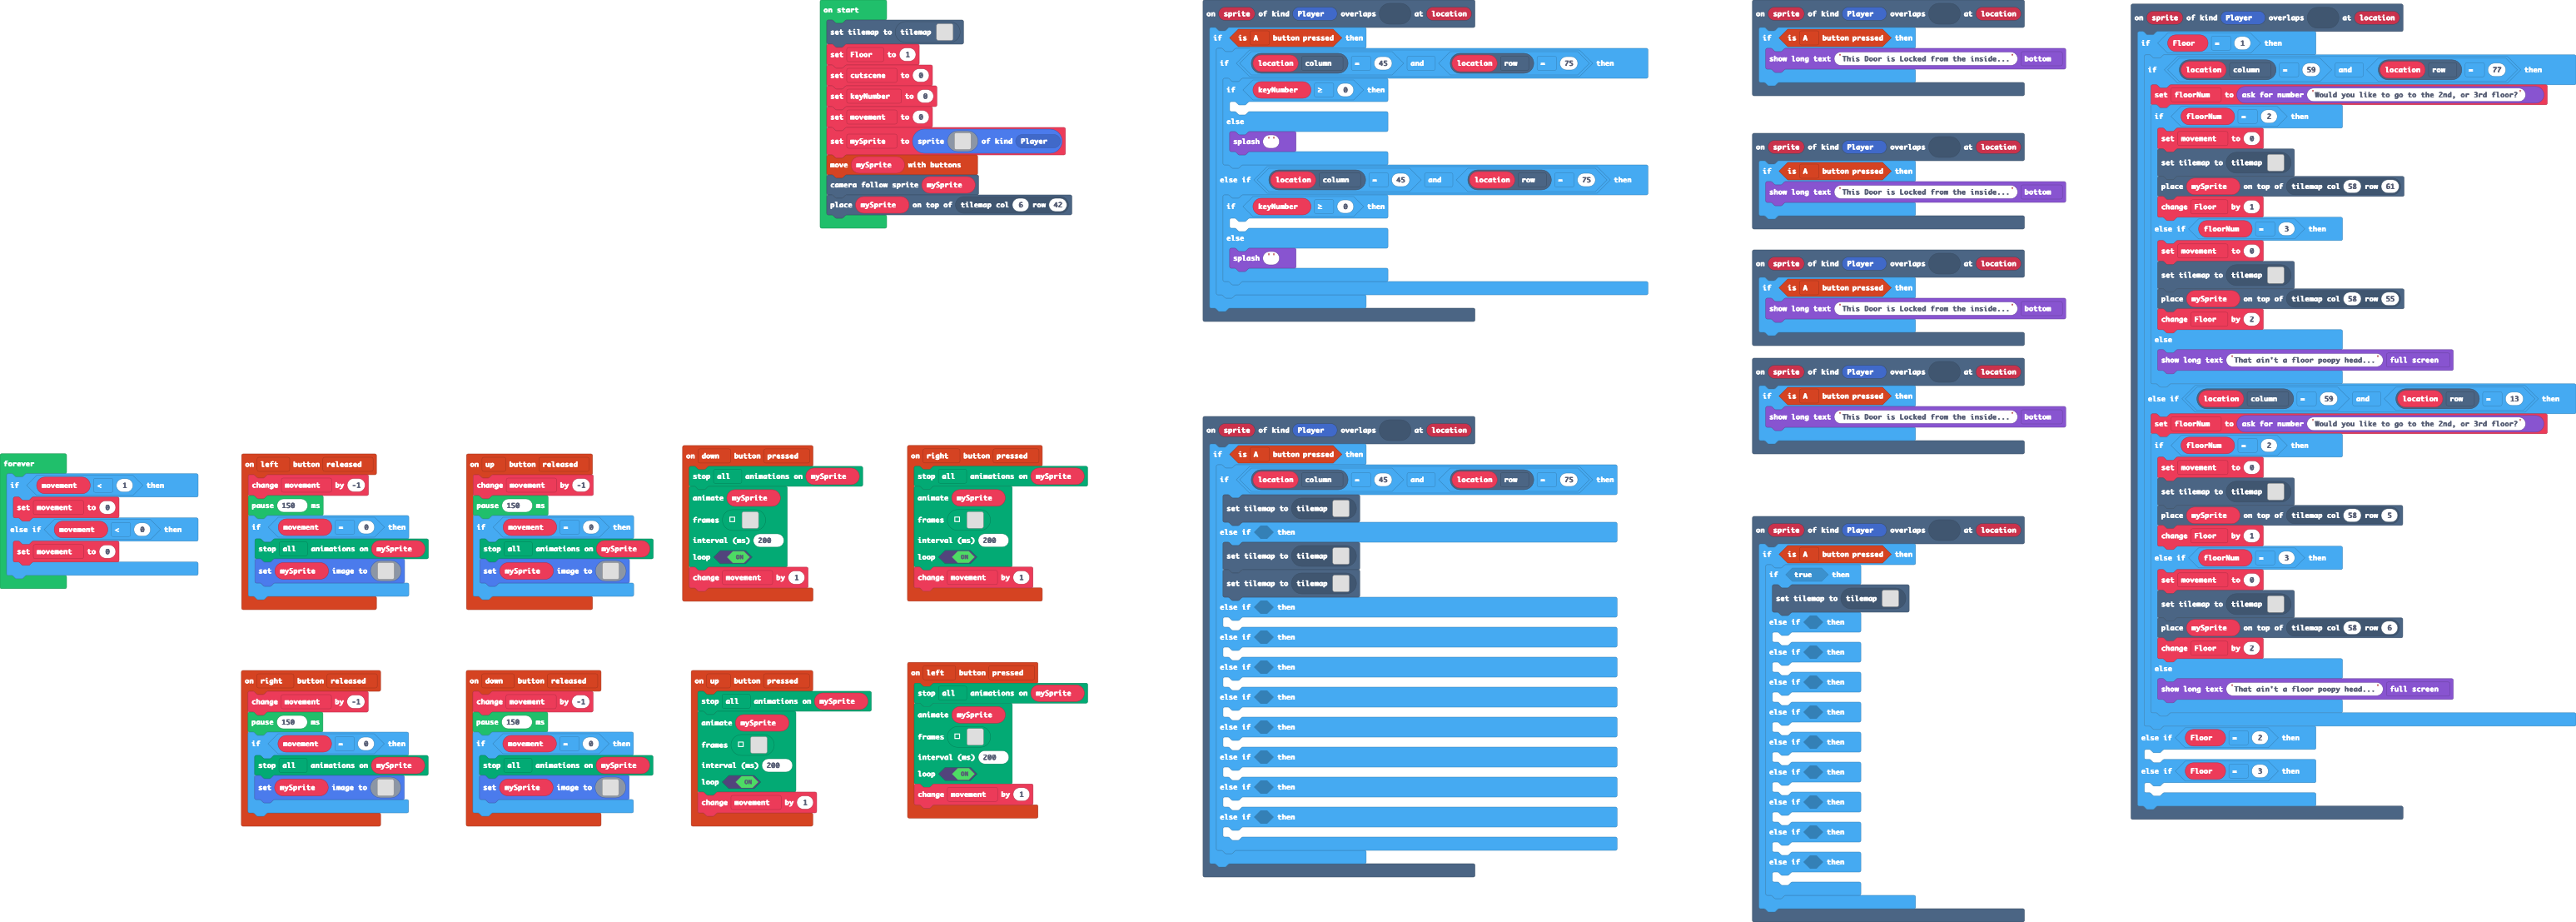 on start
set tilemap to tilemap
set Floor to 1
set cutscene to 0
set keyNumber to 0
set movement to 0
set mySprite to sprite of kind Player
move mySprite with buttons
camera follow sprite mySprite
place mySprite on top of tilemap col 6 row 42
on sprite of kind Player overlaps at location
if is A button pressed then
if location column = 45 and location row = 75 then
if keyNumber ≥ 0 then
else
splash " "
else if location column = 45 and location row = 75 then
if keyNumber ≥ 0 then
else
splash " "
on sprite of kind Player overlaps at location
if is A button pressed then
show long text "This Door is Locked from the inside..." bottom
on sprite of kind Player overlaps at location
if is A button pressed then
show long text "This Door is Locked from the inside..." bottom
on sprite of kind Player overlaps at location
if is A button pressed then
show long text "This Door is Locked from the inside..." bottom
on sprite of kind Player overlaps at location
if is A button pressed then
show long text "This Door is Locked from the inside..." bottom
on sprite of kind Player overlaps at location
if Floor = 1 then
if location column = 59 and location row = 77 then
set floorNum to ask for number "Would you like to go to the 2nd, or 3rd floor?"
if floorNum = 2 then
set movement to 0
set tilemap to tilemap
place mySprite on top of tilemap col 58 row 61
change Floor by 1
else if floorNum = 3 then
set movement to 0
set tilemap to tilemap
place mySprite on top of tilemap col 58 row 55
change Floor by 2
else
show long text "That ain't a floor poopy head..." full screen
else if location column = 59 and location row = 13 then
set floorNum to ask for number "Would you like to go to the 2nd, or 3rd floor?"
if floorNum = 2 then
set movement to 0
set tilemap to tilemap
place mySprite on top of tilemap col 58 row 5
change Floor by 1
else if floorNum = 3 then
set movement to 0
set tilemap to tilemap
place mySprite on top of tilemap col 58 row 6
change Floor by 2
else
show long text "That ain't a floor poopy head..." full screen
else if Floor = 2 then
else if Floor = 3 then
forever
if movement < 1 then
set movement to 0
else if movement < 0 then
set movement to 0
on left button released
change movement by -1
pause 150 ms
if movement = 0 then
stop all animations on mySprite
set mySprite image to
on up button released
change movement by -1
pause 150 ms
if movement = 0 then
stop all animations on mySprite
set mySprite image to
on down button pressed
stop all animations on mySprite
animate mySprite
frames
interval (ms) 200
loop ON
change movement by 1
on right button pressed
stop all animations on mySprite
animate mySprite
frames
interval (ms) 200
loop ON
change movement by 1
on right button released
change movement by -1
pause 150 ms
if movement = 0 then
stop all animations on mySprite
set mySprite image to
on down button released
change movement by -1
pause 150 ms
if movement = 0 then
stop all animations on mySprite
set mySprite image to
on up button pressed
stop all animations on mySprite
animate mySprite
frames
interval (ms) 200
loop ON
change movement by 1
on left button pressed
stop all animations on mySprite
animate mySprite
frames
interval (ms) 200
loop ON
change movement by 1
on sprite of kind Player overlaps at location
if is A button pressed then
if location column = 45 and location row = 75 then
set tilemap to tilemap
else if then
set tilemap to tilemap
set tilemap to tilemap
else if then
else if then
else if then
else if then
else if then
else if then
else if then
else if then
on sprite of kind Player overlaps at location
if is A button pressed then
if true then
set tilemap to tilemap
else if then
else if then
else if then
else if then
else if then
else if then
else if then
else if then
else if then